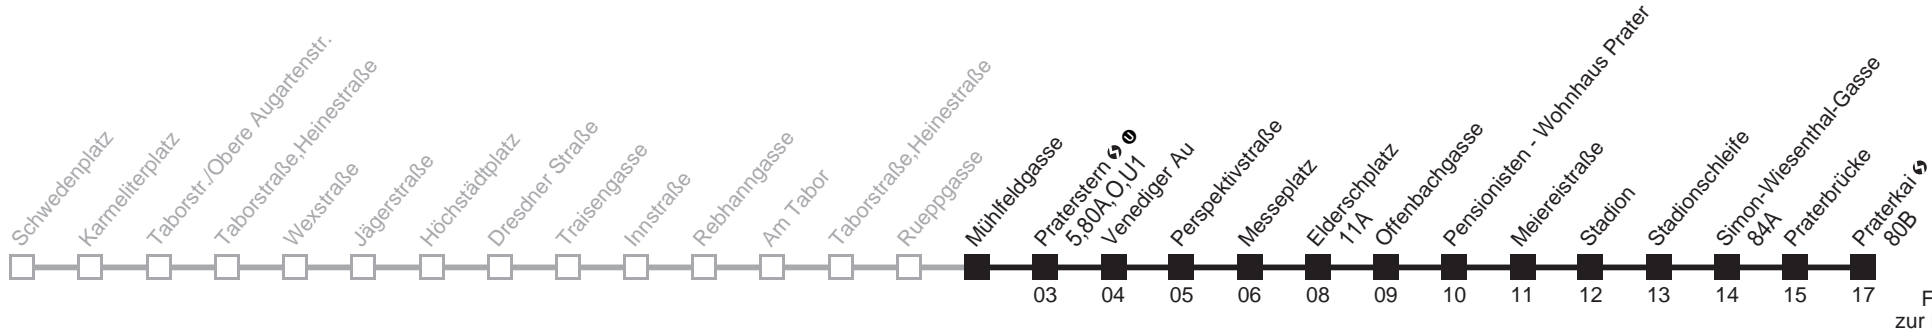 Schwedenplatz
Karmeliterplatz
Taborstr./Obere Augartenstr.
Taborstraße,Heinestraße
Wexstraße
Jägerstraße
Höchstädtplatz
Dresdner Straße
Traisengasse
Innstraße
Rebhanngasse
Am Tabor
Taborstraße,Heinestraße
Rueppgasse
Mühlfeldgasse
Praterstern S U
5,80A,O,U1
Venediger Au
Perspektivstraße
Messeplatz
Elderschplatz
11A
Offenbachgasse
Pensionisten - Wohnhaus Prater
Meiereistraße
Stadion
Stadionschleife
Simon-Wiesenthal-Gasse
84A
Praterbrücke
Praterkai S
80B
03 04 05 06 08 09 10 11 12 13 14 15 17
F
zur